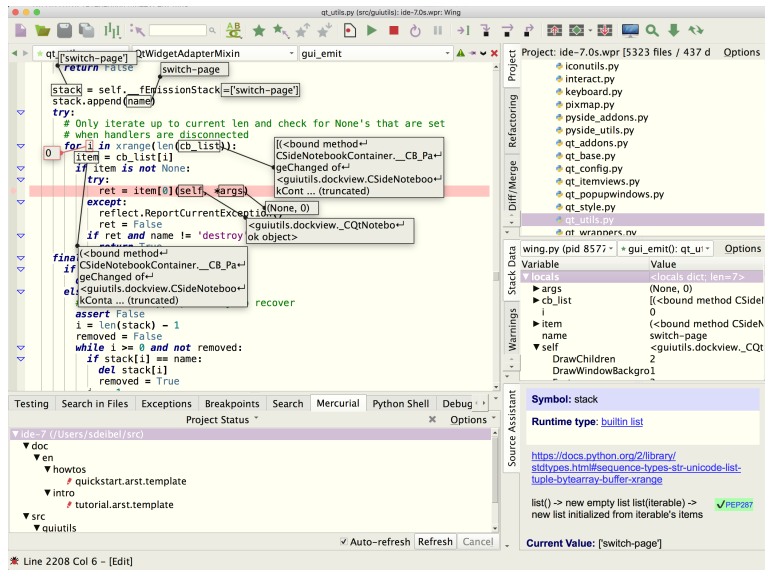 qt_utils.py (src/guiutils): ide-7.0s.wpr: Wing
['switch-page']
QtWidgetAdapterMixin
gui_emit
return False
switch-page
stack = self.__fEmissionStack
=['switch-page']
stack.append(name)
try:
# Only iterate up to current len and check for None's that are set
# when handlers are disconnected
for i in xrange(len(cb_list)):
0
item = cb_list[i]
if item is not None:
try:
ret = item[0](self, *args)
except:
reflect.ReportCurrentException()
ret = False
if ret and name != 'destroy
[(<bound method↵
CSideNotebookContainer.__CB_Pa↵
geChanged of↵
<guiutils.dockview.CSideNoteboo↵
kCont ... (truncated)
(None, 0)
<guiutils.dockview._CQtNotebo↵
ok object>
(<bound method↵
CSideNotebookContainer.__CB_Pa↵
geChanged of↵
<guiutils.dockview.CSideNoteboo↵
kConta ... (truncated)
return True
final
if
els
recover
assert False
i = len(stack) - 1
removed = False
while i >= 0 and not removed:
if stack[i] == name:
del stack[i]
removed = True
Testing Search in Files Exceptions Breakpoints Search Mercurial Python Shell Debug
Project Status
Options
ide-7 (/Users/sdeibel/src)
doc
en
howtos
quickstart.arst.template
intro
tutorial.arst.template
src
guiutils
Auto-refresh Refresh Cancel
Line 2208 Col 6 - [Edit]
Project
Refactoring
Diff/Merge
Project: ide-7.0s.wpr [5323 files / 437 d Options
iconutils.py
interact.py
keyboard.py
pixmap.py
pyside_addons.py
pyside_utils.py
qt_addons.py
qt_base.py
qt_config.py
qt_itemviews.py
qt_popupwindows.py
qt_style.py
qt_utils.py
qt_wrappers.py
Stack Data
Warnings
wing.py (pid 8577 gui_emit(): qt_ut Options
Variable Value
locals <locals dict; len=7>
args (None, 0)
cb_list [(<bound method CSideN
i 0
item (<bound method CSideN
name switch-page
self <guiutils.dockview._CQt
DrawChildren 2
DrawWindowBackgro 1
Source Assistant
Symbol: stack
Runtime type: builtin list
https://docs.python.org/2/library/
stdtypes.html#sequence-types-str-unicode-list-
tuple-bytearray-buffer-xrange
list() -> new empty list list(iterable) ->
new list initialized from iterable's items
✓PEP287
Current Value: ['switch-page']